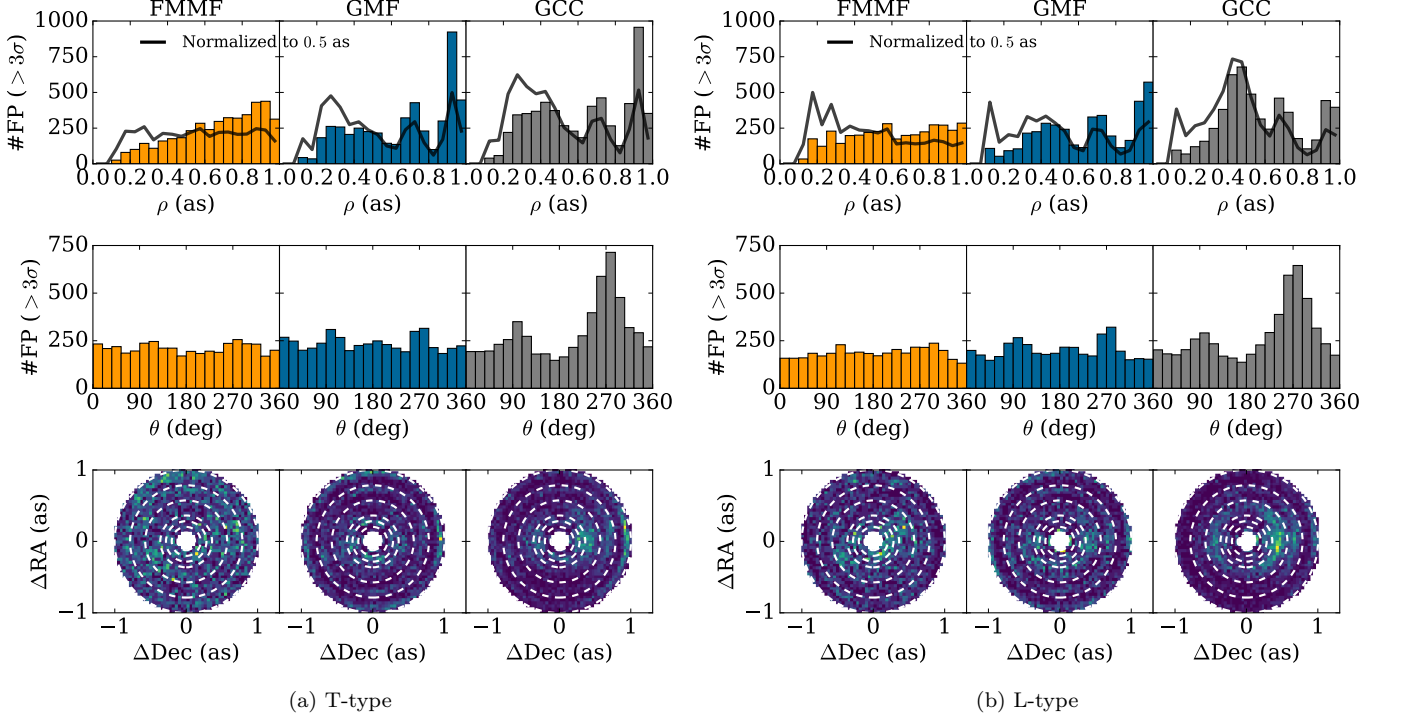 FMMF GMF GCC FMMF GMF GCC
1000 1000
Normalized to 0.5 as Normalized to 0.5 as
750 750
500 500
250 250
0 0
#FP ( > 3σ) #FP ( > 3σ)
0.0 0.2 0.4 0.6 0.8 1.0 0.2 0.4 0.6 0.8 1.0 0.2 0.4 0.6 0.8 1.0 0.0 0.2 0.4 0.6 0.8 1.0 0.2 0.4 0.6 0.8 1.0 0.2 0.4 0.6 0.8 1.0
ρ (as) ρ (as) ρ (as) ρ (as) ρ (as) ρ (as)
750 750
500 500
250 250
0 0
#FP ( > 3σ) #FP ( > 3σ)
0 90 180 270 360 90 180 270 360 90 180 270 360 0 90 180 270 360 90 180 270 360 90 180 270 360
θ (deg) θ (deg) θ (deg) θ (deg) θ (deg) θ (deg)
1 1
0 0
−1 −1
ΔRA (as) ΔRA (as)
−1 0 1 −1 0 1 −1 0 1 −1 0 1 −1 0 1 −1 0 1
ΔDec (as) ΔDec (as) ΔDec (as) ΔDec (as) ΔDec (as) ΔDec (as)
(a) T-type (b) L-type